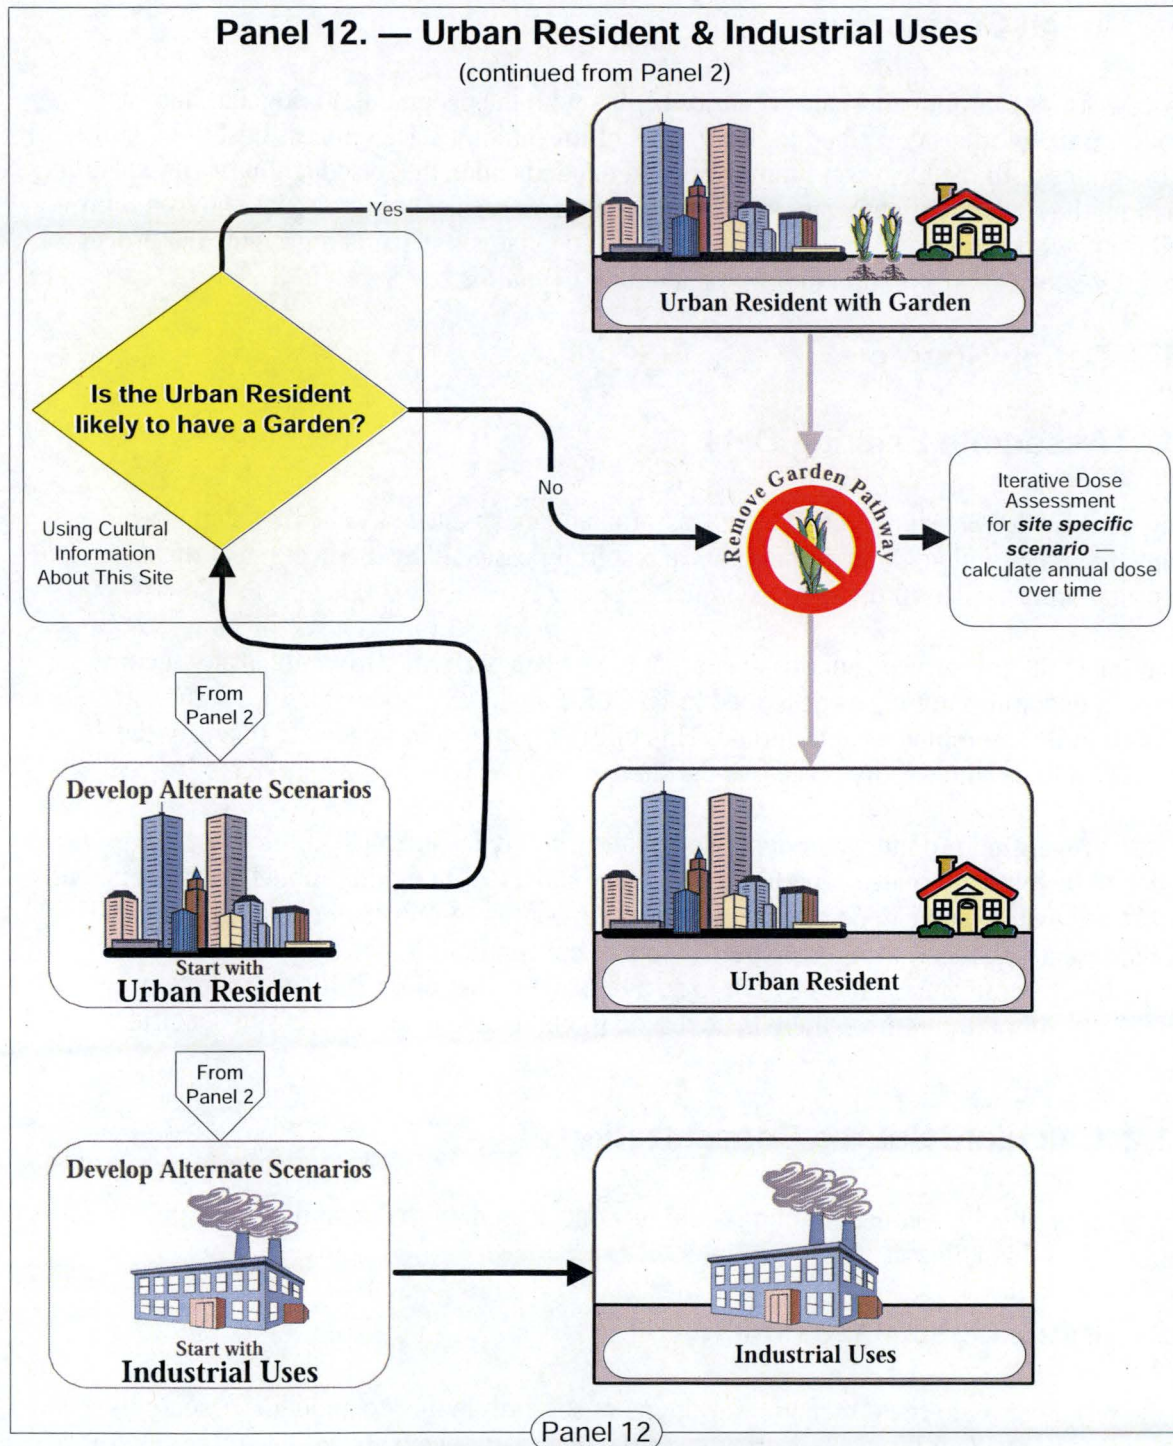 Panel 12. — Urban Resident & Industrial Uses
(continued from Panel 2)
Yes
Urban Resident with Garden
Is the Urban Resident
likely to have a Garden?
No
Using Cultural
Information
About This Site
Remove Garden Pathway
Iterative Dose
Assessment
for site specific
scenario —
calculate annual dose
over time
From
Panel 2
Develop Alternate Scenarios
Start with
Urban Resident
Urban Resident
From
Panel 2
Develop Alternate Scenarios
Start with
Industrial Uses
Industrial Uses
Panel 12